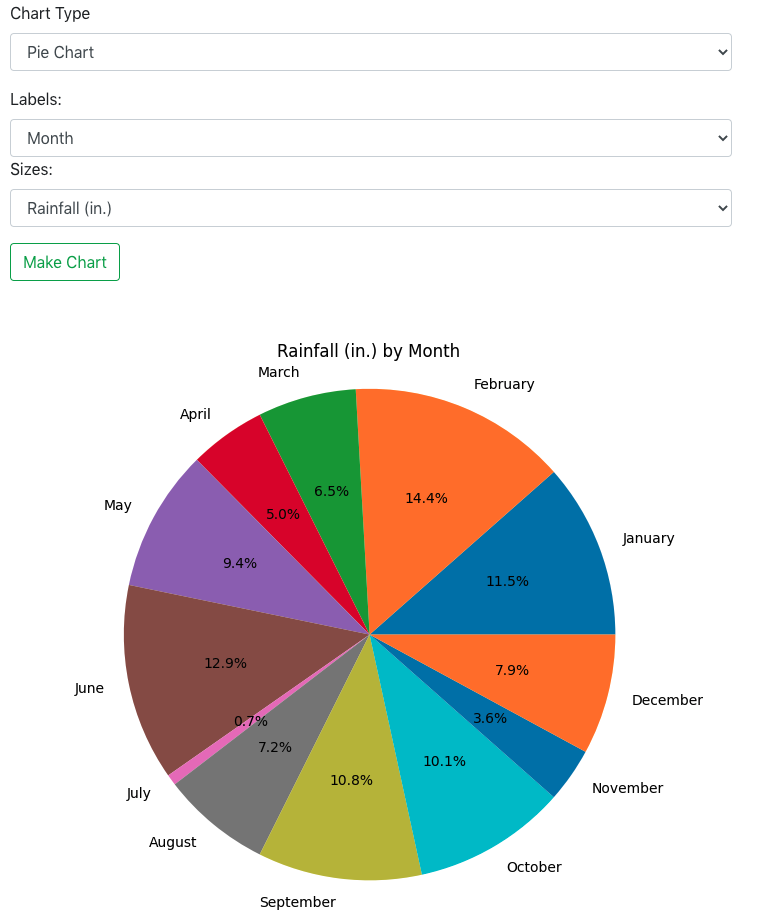 Chart Type
Pie Chart
Labels:
Month
Sizes:
Rainfall (in.)
Make Chart
Rainfall (in.) by Month
March
February
April
6.5%
14.4%
5.0%
May
January
9.4%
11.5%
12.9%
7.9%
June
December
0.7%
3.6%
7.2%
10.1%
10.8%
July
November
August
October
September